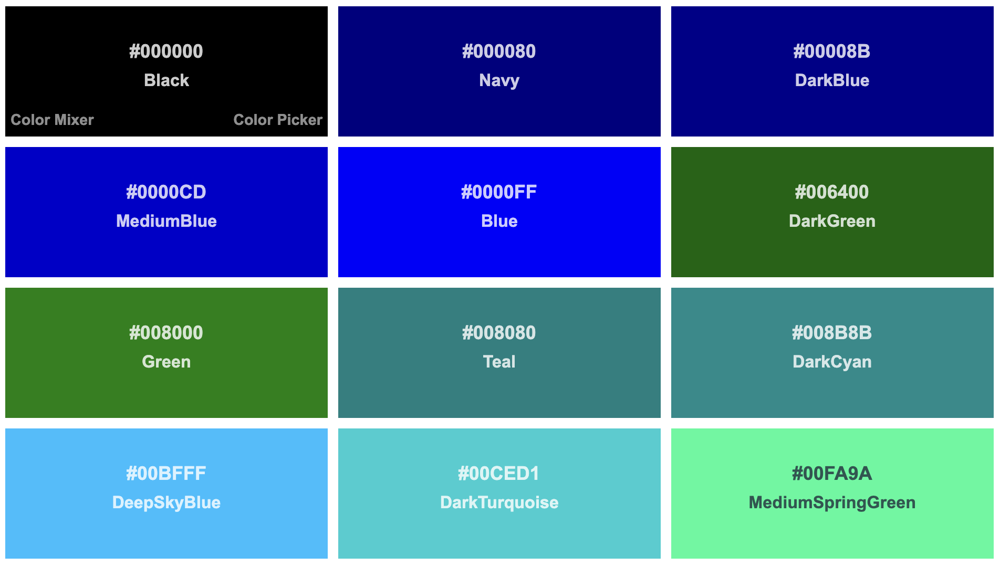 #000000
Black
Color Mixer
Color Picker
#000080
Navy
#00008B
DarkBlue
#0000CD
MediumBlue
#0000FF
Blue
#006400
DarkGreen
#008000
Green
#008080
Teal
#008B8B
DarkCyan
#00BFFF
DeepSkyBlue
#00CED1
DarkTurquoise
#00FA9A
MediumSpringGreen